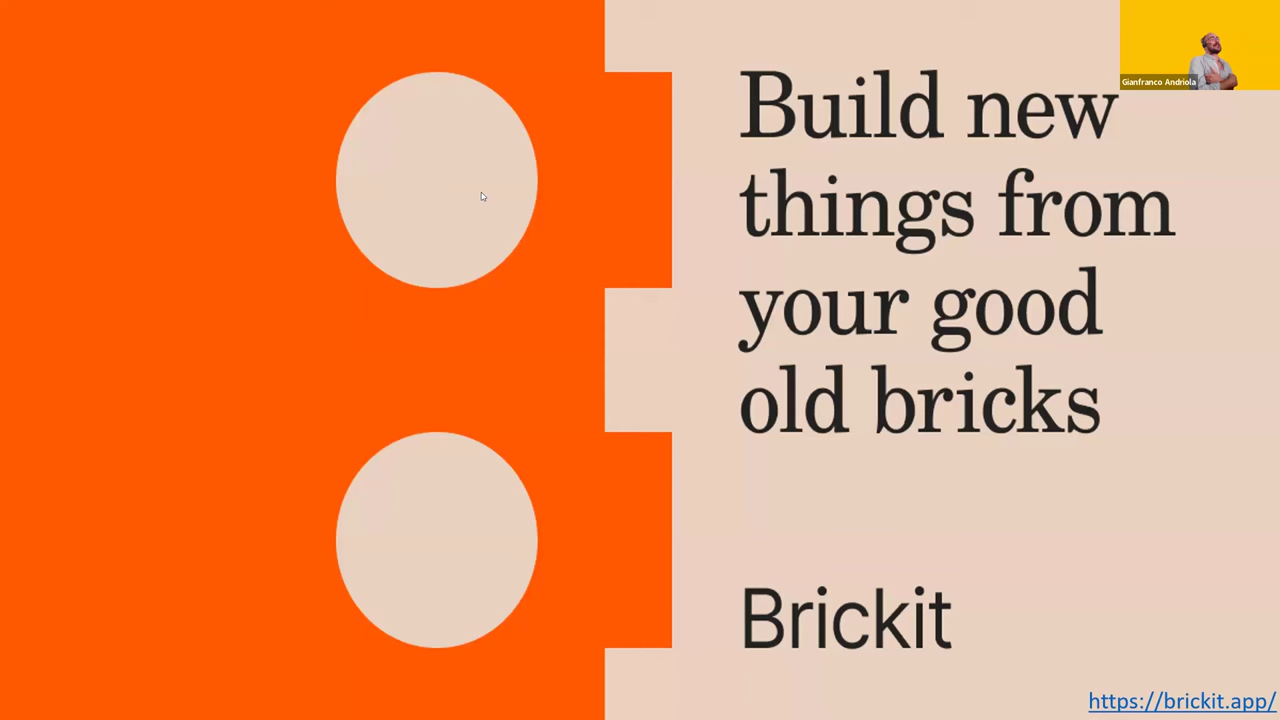 Gianfranco Andriola
Build new
things from
your good
old bricks
Brickit
https://brickit.app/